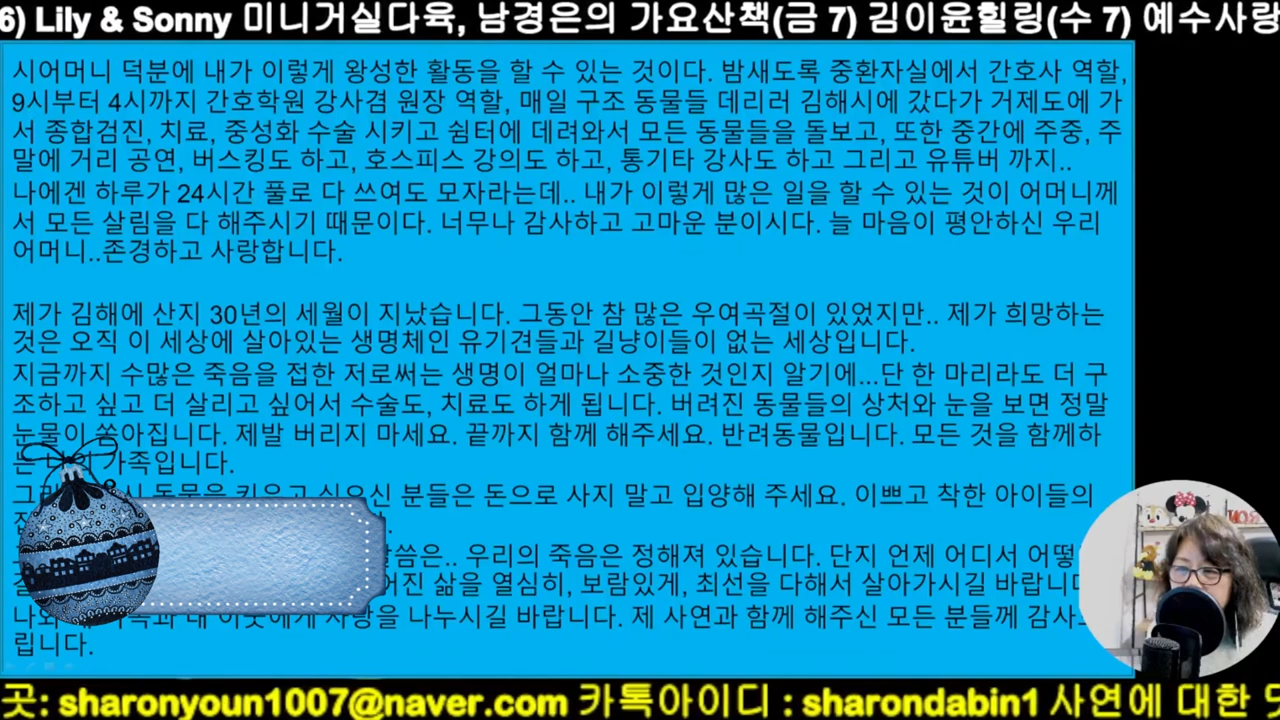 6) Lily & Sonny 미니거실다육, 남경은의 가요산책(금 7) 김이윤힐링(수 7) 예수사랑
시어머니 덕분에 내가 이렇게 왕성한 활동을 할 수 있는 것이다. 밤새도록 중환자실에서 간호사 역할,
9시부터 4시까지 간호학원 강사겸 원장 역할, 매일 구조 동물들 데리러 김해시에 갔다가 거제도에 가
서 종합검진, 치료, 중성화 수술 시키고 쉼터에 데려와서 모든 동물들을 돌보고, 또한 중간에 주중, 주
말에 거리 공연, 버스킹도 하고, 호스피스 강의도 하고, 통기타 강사도 하고 그리고 유튜버 까지..
나에겐 하루가 24시간 풀로 다 쓰여도 모자라는데.. 내가 이렇게 많은 일을 할 수 있는 것이 어머니께
서 모든 살림을 다 해주시기 때문이다. 너무나 감사하고 고마운 분이시다. 늘 마음이 평안하신 우리
어머니..존경하고 사랑합니다.
제가 김해에 산지 30년의 세월이 지났습니다. 그동안 참 많은 우여곡절이 있었지만.. 제가 희망하는
것은 오직 이 세상에 살아있는 생명체인 유기견들과 길냥이들이 없는 세상입니다.
지금까지 수많은 죽음을 접한 저로써는 생명이 얼마나 소중한 것인지 알기에...단 한 마리라도 더 구
조하고 싶고 더 살리고 싶어서 수술도, 치료도 하게 됩니다. 버려진 동물들의 상처와 눈을 보면 정말
눈물이 쏟아집니다. 제발 버리지 마세요. 끝까지 함께 해주세요. 반려동물입니다. 모든 것을 함께하
는 가족입니다.
동물을 키우고 싶으신 분들은 돈으로 사지 말고 입양해 주세요. 이쁘고 착한 아이들의
우리의 죽음은 정해져 있습니다. 단지 언제 어디서
삶을 열심히, 보람있게, 최선을 다해서 살아가시길
이웃에게 사랑을 나누시길 바랍니다. 제 사연과 함께 해주신 모든 분들께
립니다.
곳: sharonyoun1007@naver.com 카톡아이디 : sharondabin1 사연에 대한